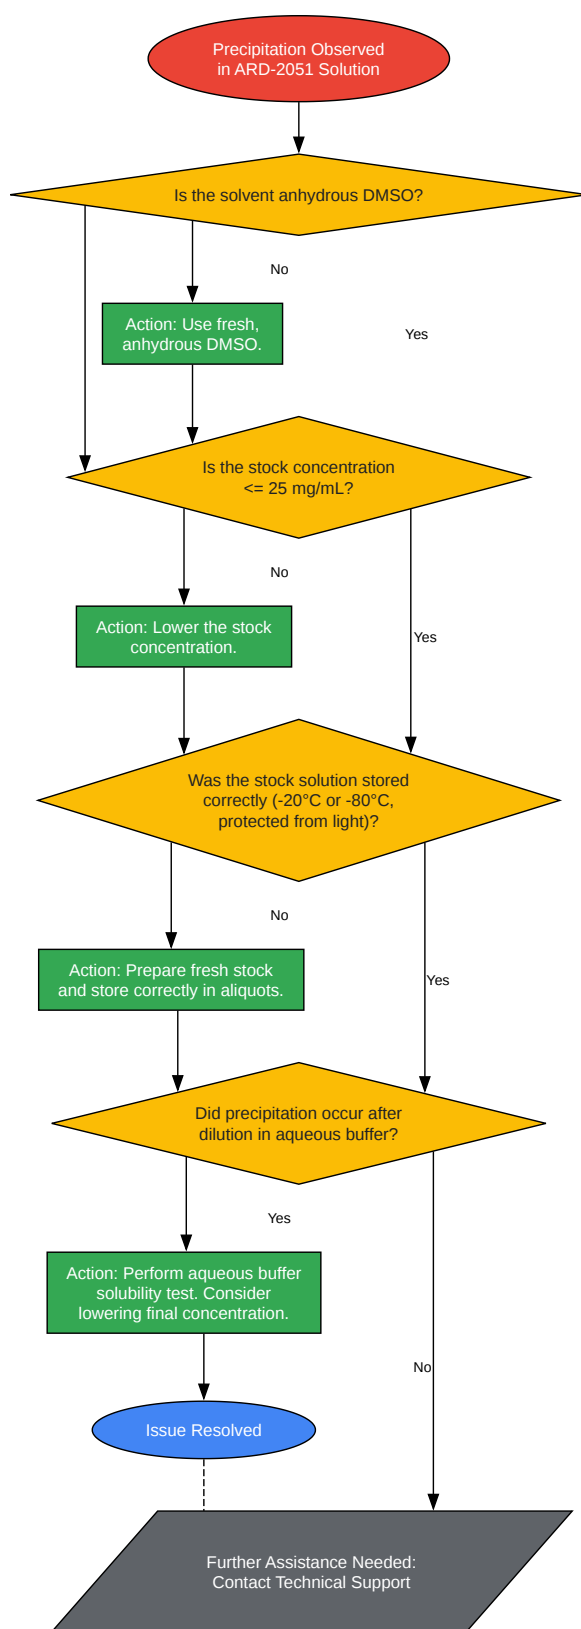 Precipitation Observed
in ARD-2051 Solution
Is the solvent anhydrous DMSO?
No
Yes
Action: Use fresh,
anhydrous DMSO.
Is the stock concentration
<= 25 mg/mL?
No
Action: Lower the stock
concentration.
Yes
Was the stock solution stored
correctly (-20°C or -80°C,
protected from light)?
No
Action: Prepare fresh stock
and store correctly in aliquots.
Yes
Did precipitation occur after
dilution in aqueous buffer?
Yes
Action: Perform aqueous buffer
solubility test. Consider
lowering final concentration.
No
Issue Resolved
Further Assistance Needed:
Contact Technical Support